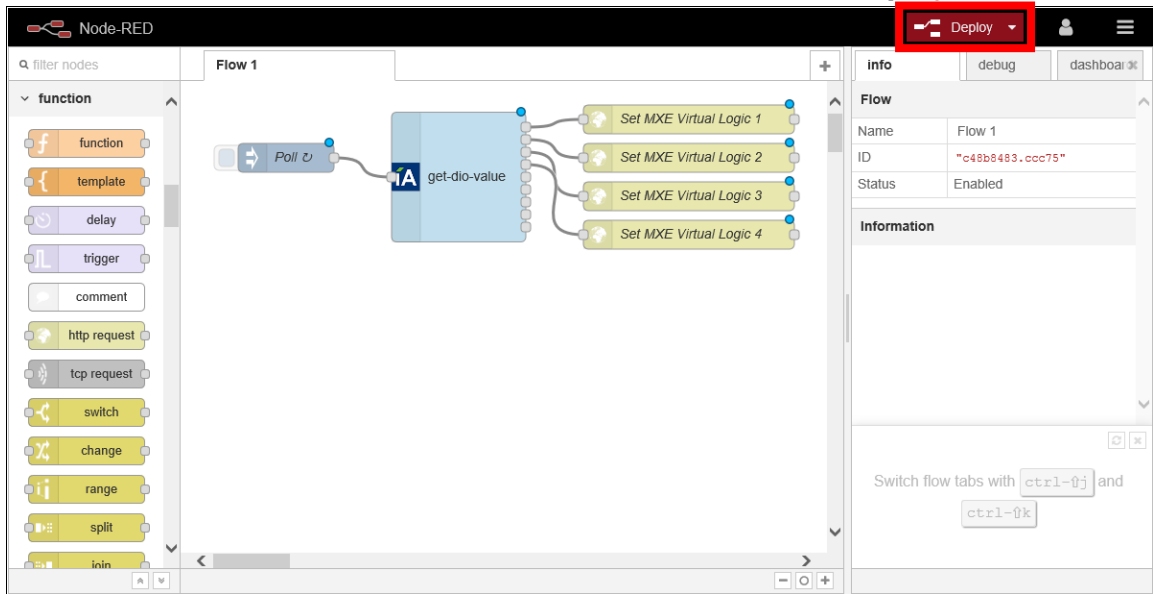 Node-RED
Deploy
filter nodes
Flow 1
info
debug
dashboar
function
function
template
delay
trigger
comment
http request
tcp request
switch
change
range
split
join
Poll ↻
iA
get-dio-value
Set MXE Virtual Logic 1
Set MXE Virtual Logic 2
Set MXE Virtual Logic 3
Set MXE Virtual Logic 4
Flow
Name Flow 1
ID "c48b8483.ccc75"
Status Enabled
Information
Switch flow tabs with ctrl-⇧j and
ctrl-⇧k